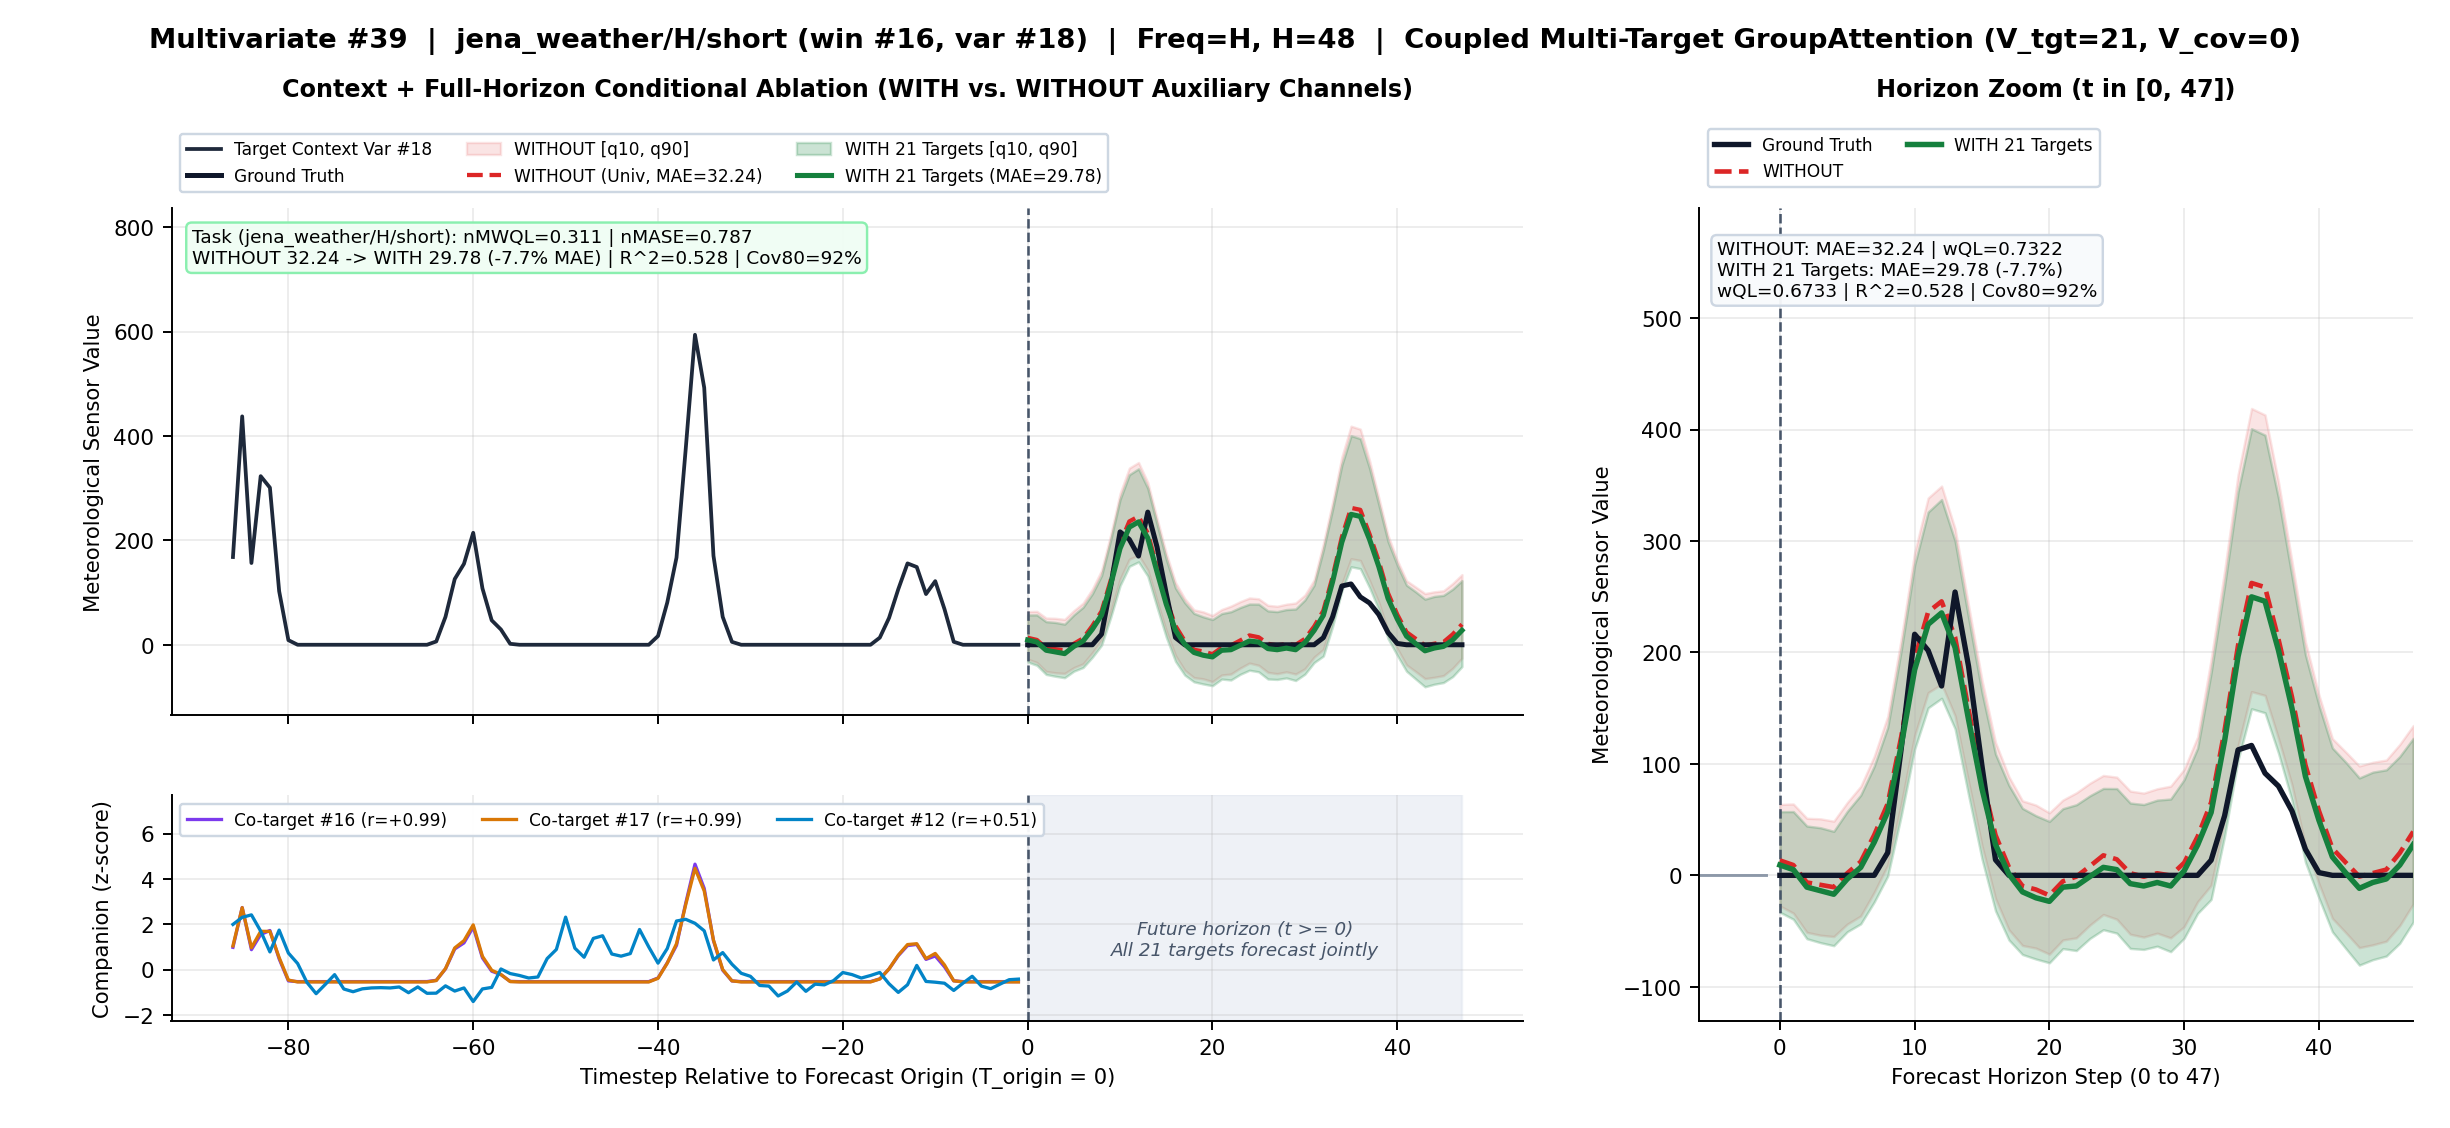 Multivariate #39 | jena_weather/H/short (win #16, var #18) | Freq=H, H=48 | Coupled Multi-Target GroupAttention (V_tgt=21, V_cov=0)
Context + Full-Horizon Conditional Ablation (WITH vs. WITHOUT Auxiliary Channels)
Target Context Var #18
Ground Truth
WITHOUT [q10, q90]
WITHOUT (Univ, MAE=32.24)
WITH 21 Targets [q10, q90]
WITH 21 Targets (MAE=29.78)
Task (jena_weather/H/short): nMWQL=0.311 | nMASE=0.787
WITHOUT 32.24 -> WITH 29.78 (-7.7% MAE) | R^2=0.528 | Cov80=92%
Meteorological Sensor Value
800
600
400
200
0
Co-target #16 (r=+0.99)
Co-target #17 (r=+0.99)
Co-target #12 (r=+0.51)
Future horizon (t >= 0)
All 21 targets forecast jointly
Companion (z-score)
6
4
2
0
−2
−80
−60
−40
−20
0
20
40
Timestep Relative to Forecast Origin (T_origin = 0)
Horizon Zoom (t in [0, 47])
Ground Truth
WITHOUT
WITH 21 Targets
WITHOUT: MAE=32.24 | wQL=0.7322
WITH 21 Targets: MAE=29.78 (-7.7%)
wQL=0.6733 | R^2=0.528 | Cov80=92%
Meteorological Sensor Value
500
400
300
200
100
0
−100
0
10
20
30
40
Forecast Horizon Step (0 to 47)